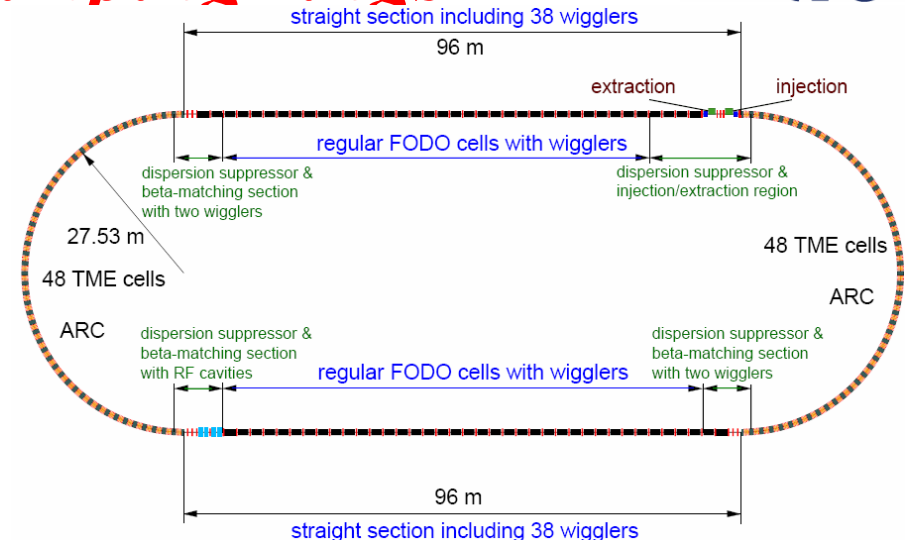 straight section including 38 wigglers
96 m
extraction
injection
regular FODO cells with wigglers
dispersion suppressor &
beta-matching section
with two wigglers
dispersion suppressor &
injection/extraction region
27.53 m
48 TME cells
ARC
48 TME cells
ARC
dispersion suppressor &
beta-matching section
with RF cavities
regular FODO cells with wigglers
dispersion suppressor &
beta-matching section
with two wigglers
96 m
straight section including 38 wigglers